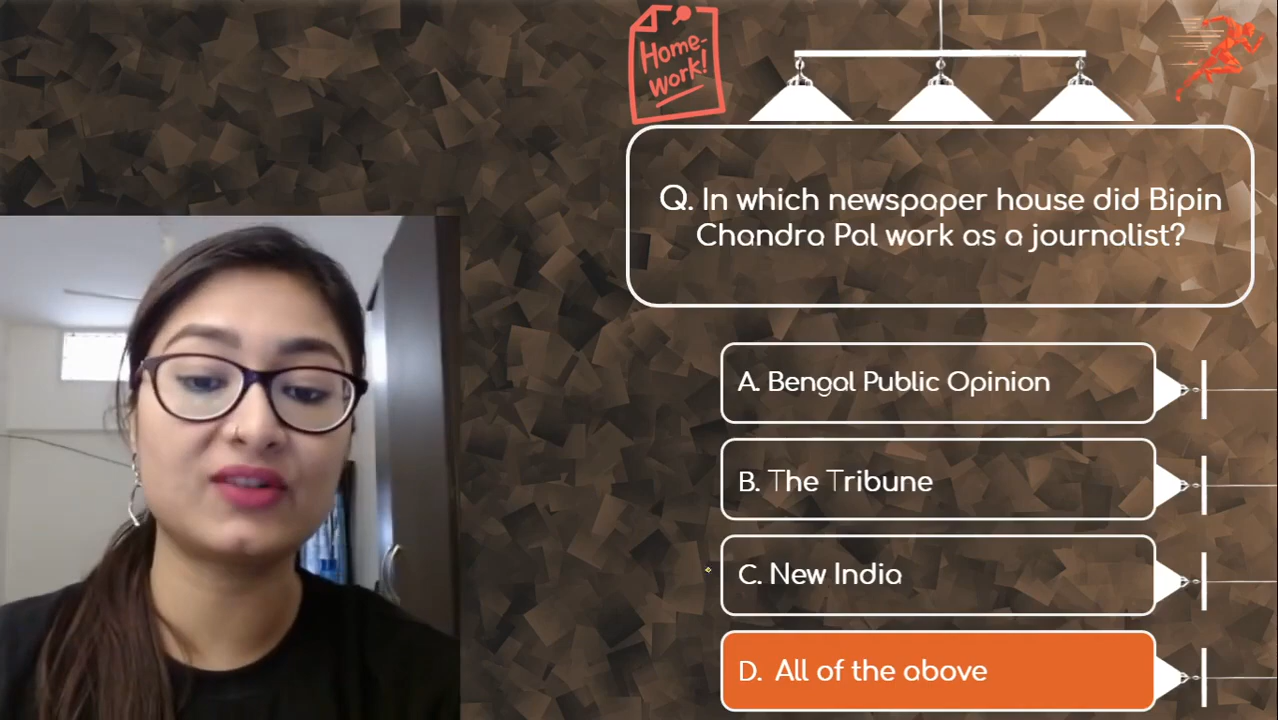 Home-
work!
Q. In which newspaper house did Bipin
Chandra Pal work as a journalist?
A. Bengal Public Opinion
B. The Tribune
C. New India
D. All of the above